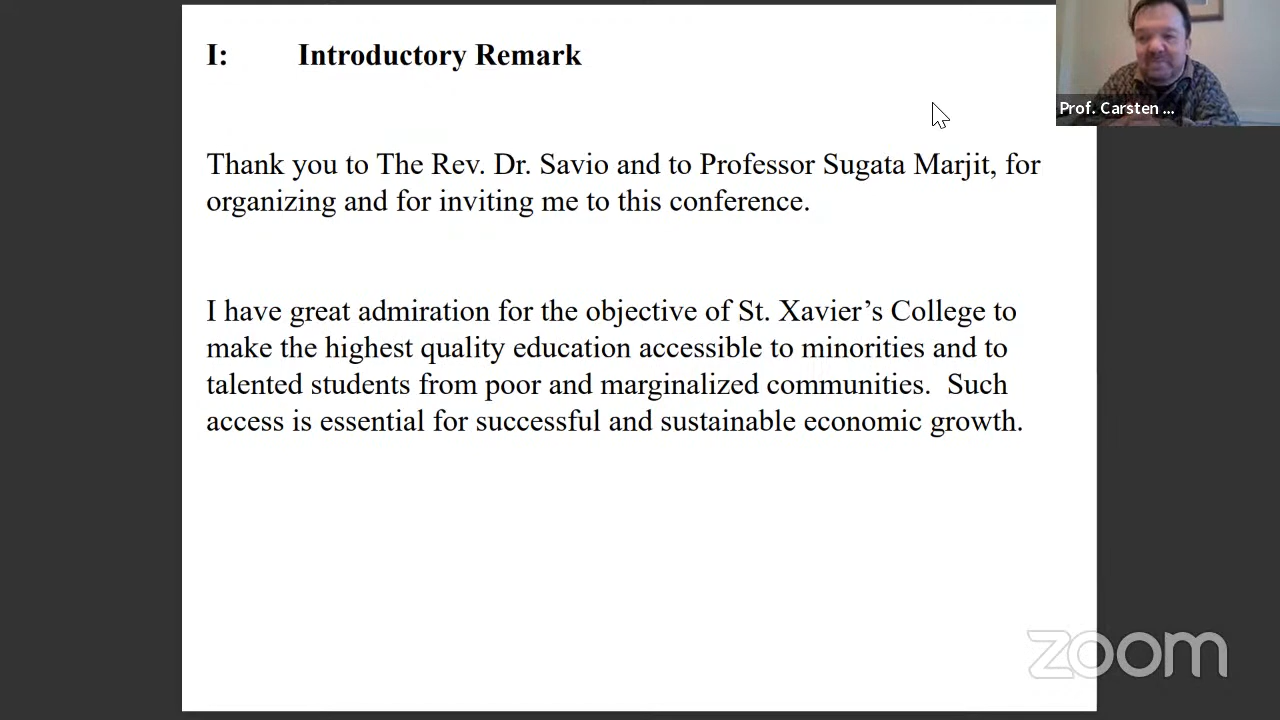 I: Introductory Remark
Prof. Carsten ...
Thank you to The Rev. Dr. Savio and to Professor Sugata Marjit, for
organizing and for inviting me to this conference.
I have great admiration for the objective of St. Xavier’s College to
make the highest quality education accessible to minorities and to
talented students from poor and marginalized communities.  Such
access is essential for successful and sustainable economic growth.
zoom